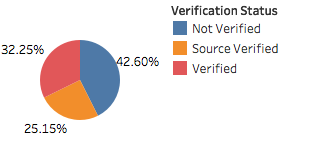 Verification Status
Not Verified
Source Verified
Verified
32.25%
42.60%
25.15%